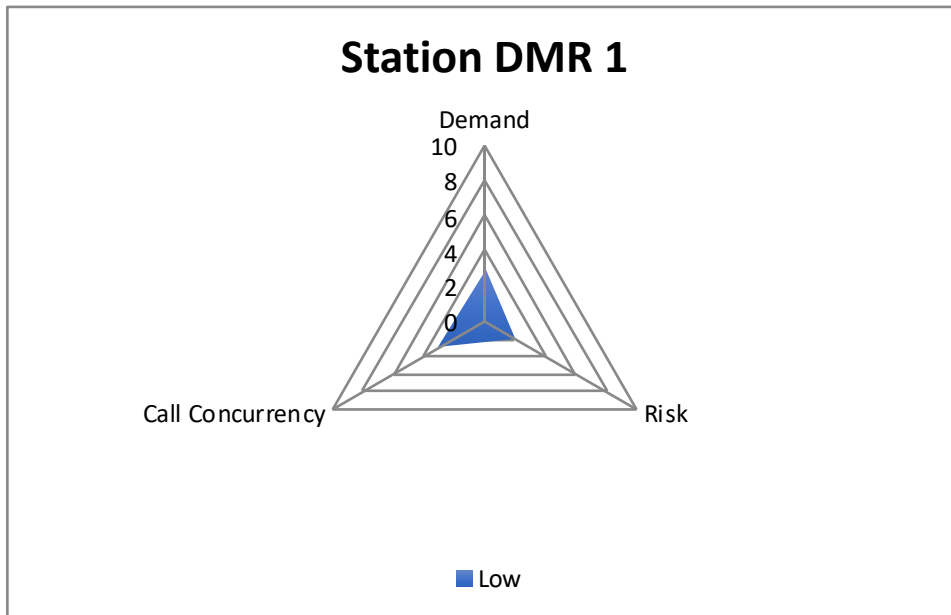 Station DMR 1
Demand
10
8
6
4
2
0
Call Concurrency
Risk
Low